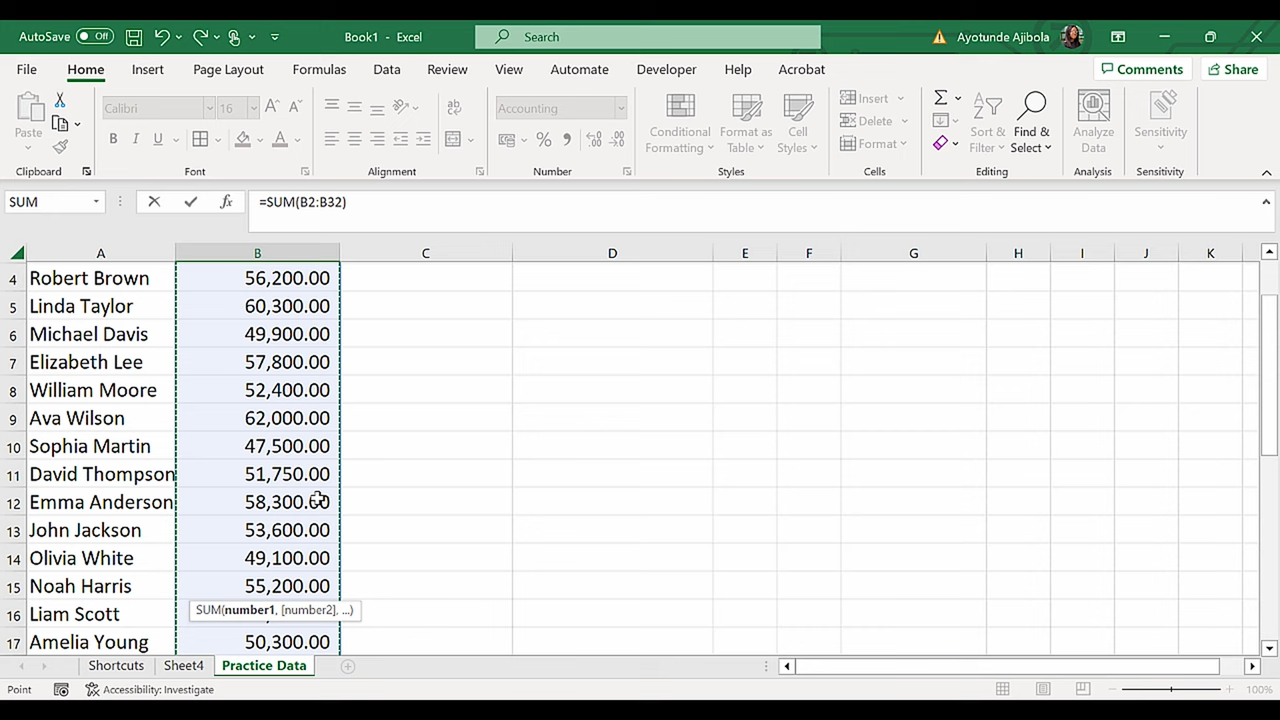 AutoSave Off Book1 - Excel Search Ayotunde Ajibola
File Home Insert Page Layout Formulas Data Review View Automate Developer Help Acrobat Comments Share
Calibri 16 Accounting Insert
Paste Conditional Format as Cell Delete Sort & Find & Analyze Sensitivity
B I U A Formatting Table Styles Format Filter Select Data
Clipboard Font Alignment Number Styles Cells Editing Analysis Sensitivity
SUM fx =SUM(B2:B32)
A B C D E F G H I J K
4 Robert Brown 56,200.00
5 Linda Taylor 60,300.00
6 Michael Davis 49,900.00
7 Elizabeth Lee 57,800.00
8 William Moore 52,400.00
9 Ava Wilson 62,000.00
10 Sophia Martin 47,500.00
11 David Thompson 51,750.00
12 Emma Anderson 58,300.00
13 John Jackson 53,600.00
14 Olivia White 49,100.00
15 Noah Harris 55,200.00
16 Liam Scott SUM(number1, [number2], ...)
17 Amelia Young 50,300.00
Shortcuts Sheet4 Practice Data
Point Accessibility: Investigate 100%